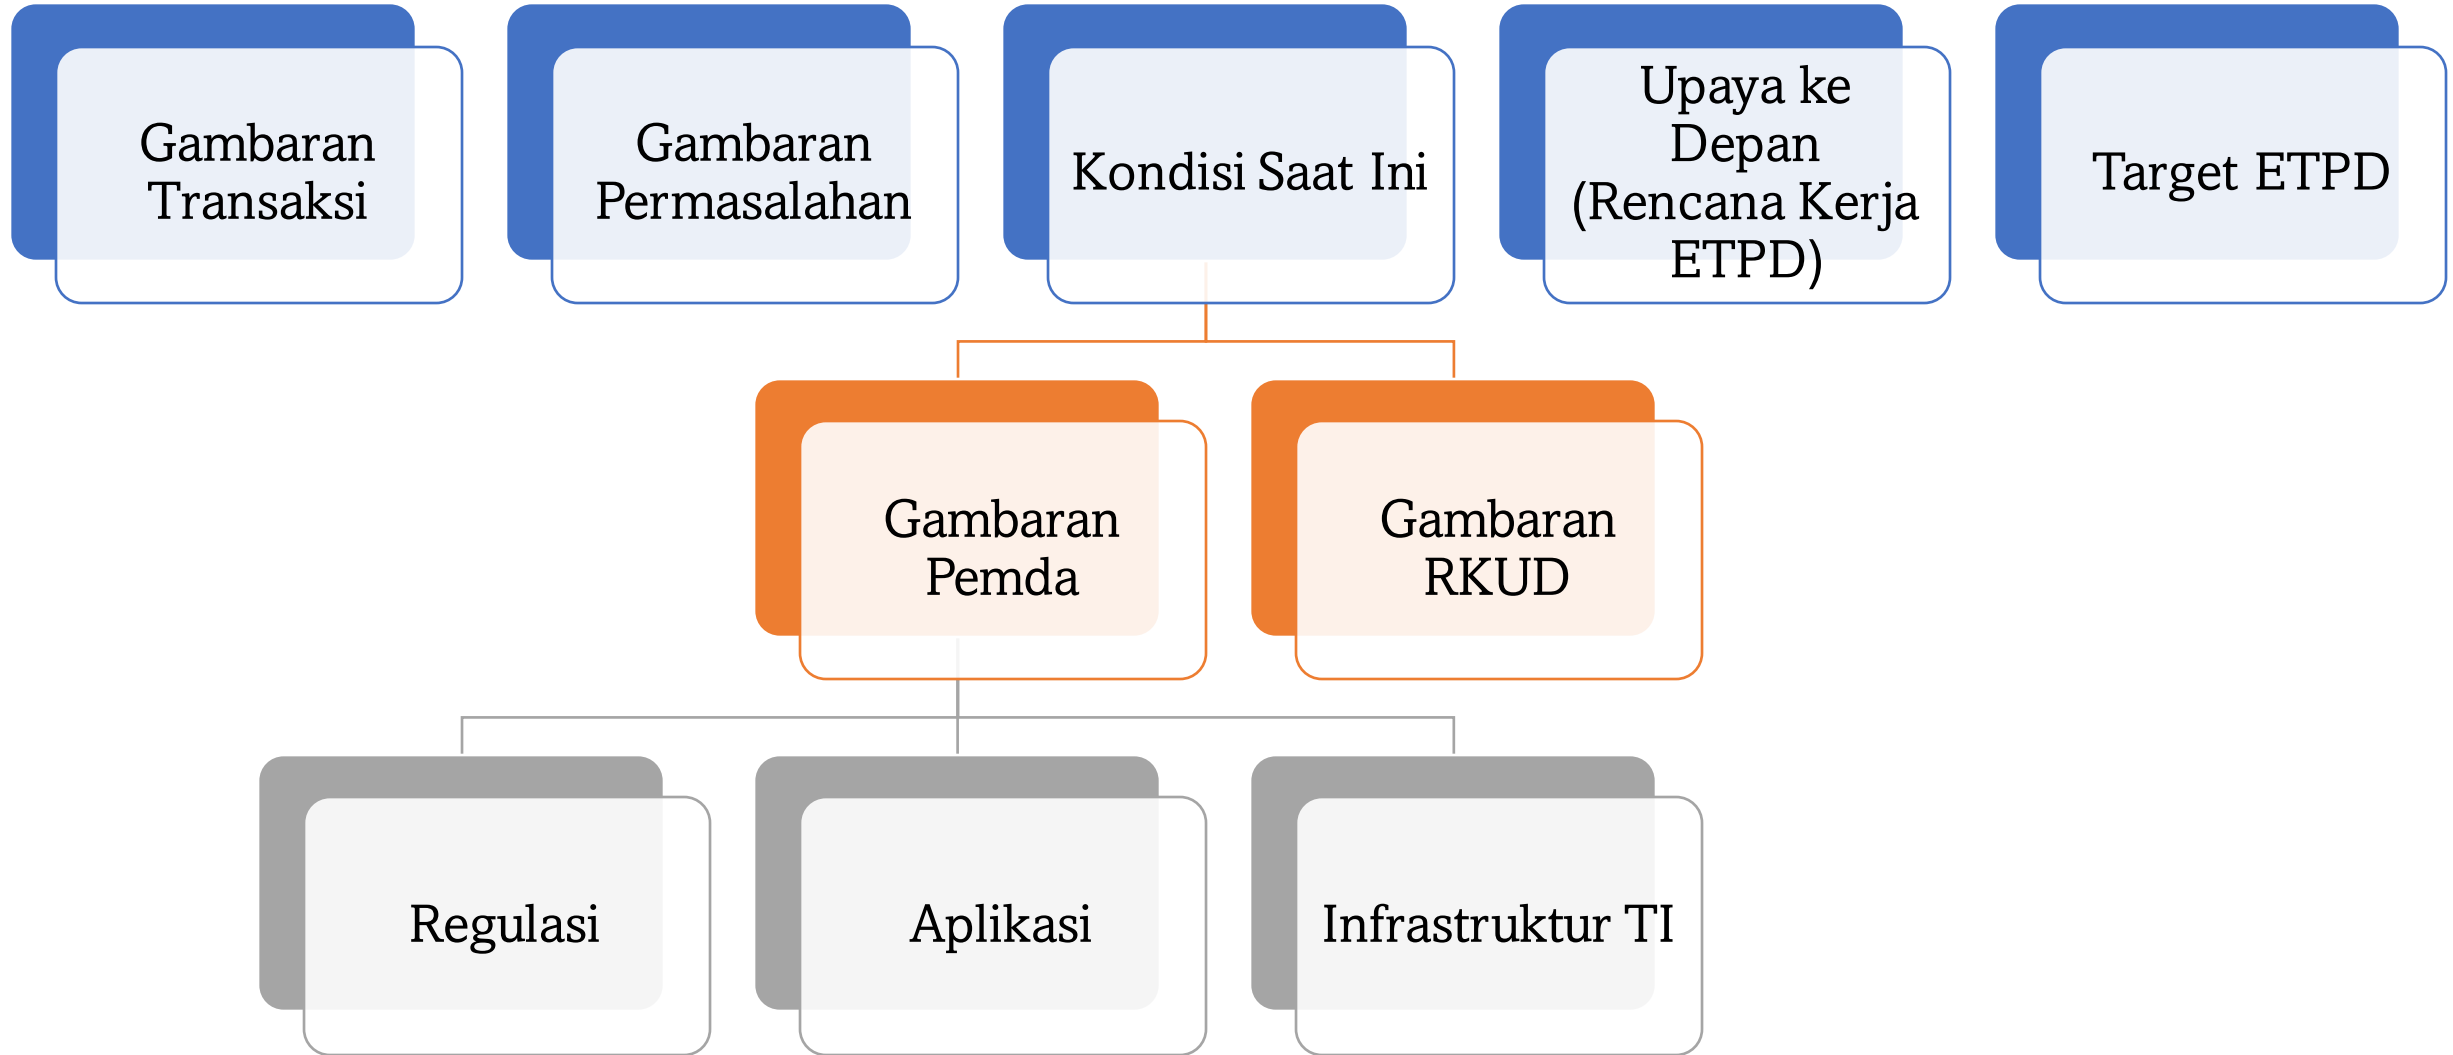 Gambaran
Transaksi
Gambaran
Permasalahan
Kondisi Saat Ini
Upaya ke
Depan
(Rencana Kerja
ETPD)
Target ETPD
Gambaran
Pemda
Gambaran
RKUD
Regulasi
Aplikasi
Infrastruktur TI